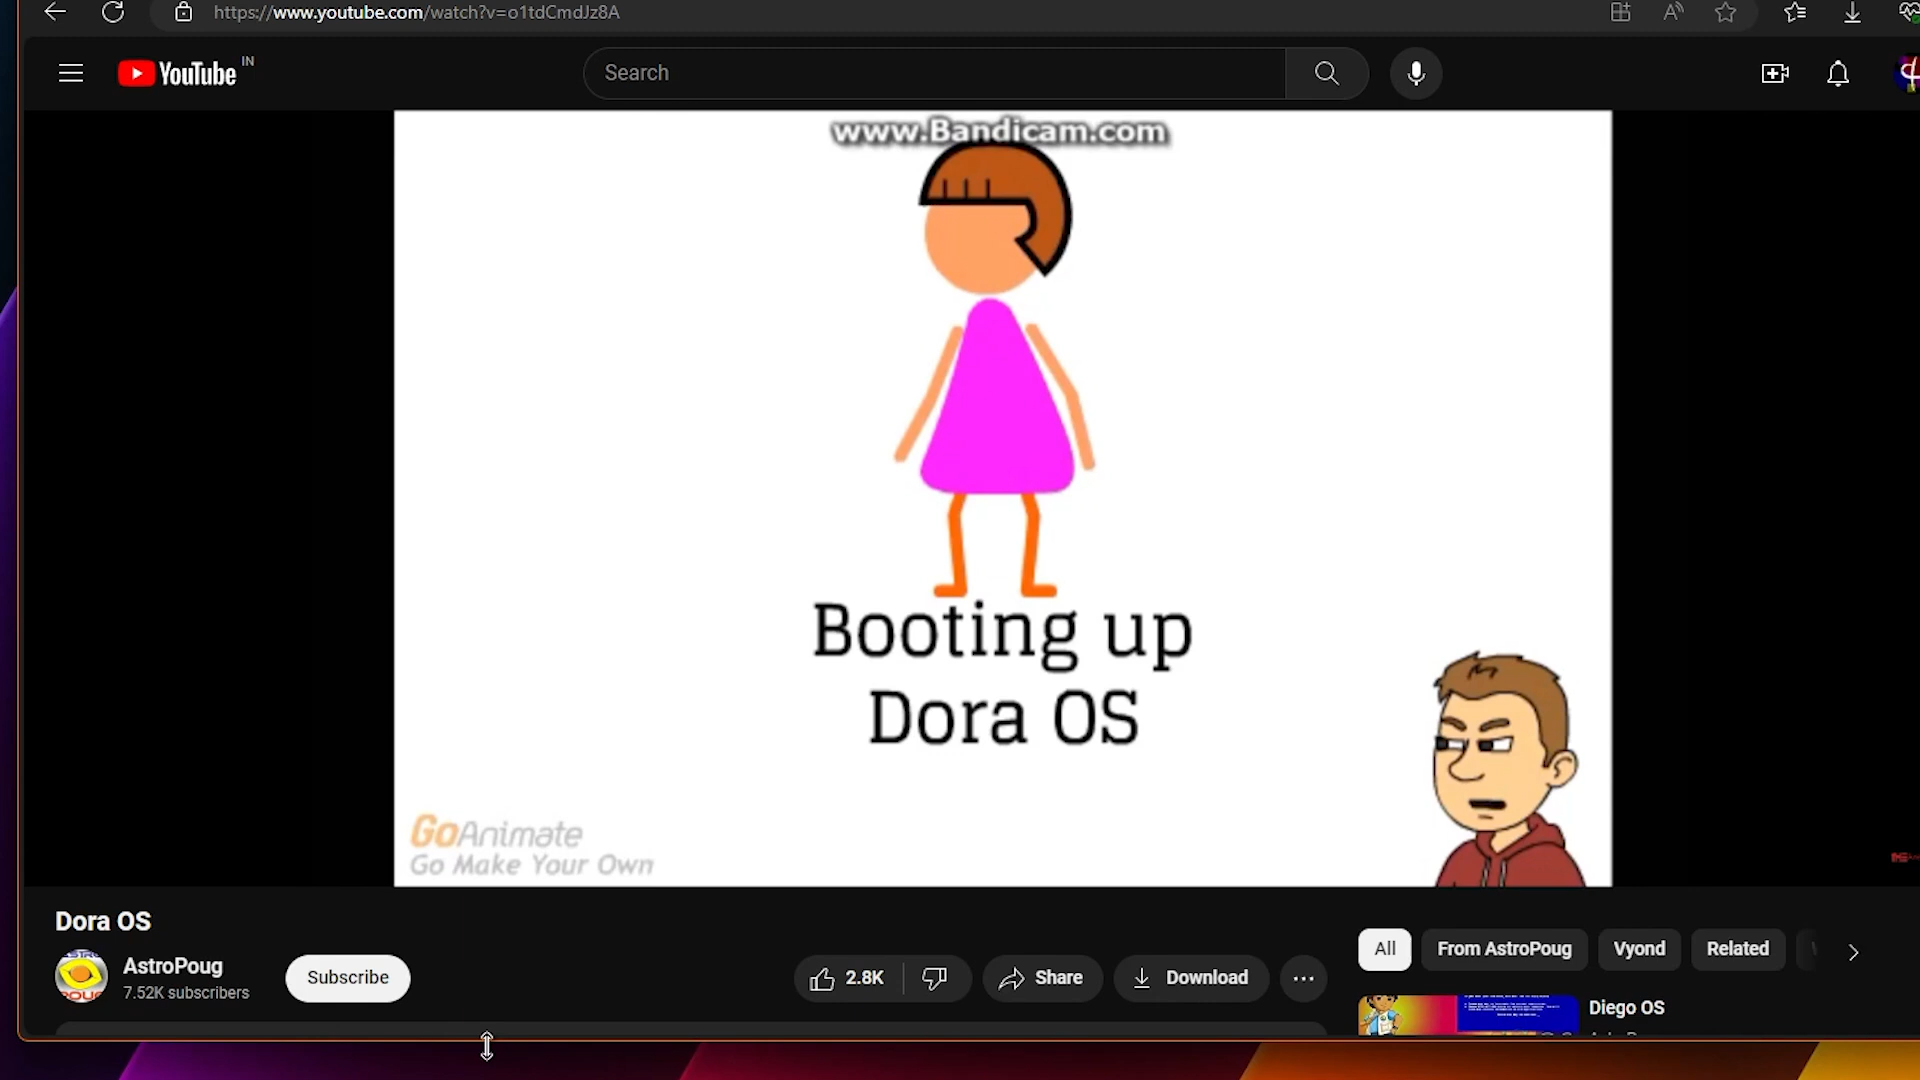 https://www.youtube.com/watch?v=o1tdCmdJz8A
YouTube IN
Search
www.Bandicam.com
Booting up
Dora OS
GoAnimate
Go Make Your Own
Dora OS
AstroPoug
7.52K subscribers
Subscribe
2.8K
Share
Download
All
From AstroPoug
Vyond
Related
Diego OS